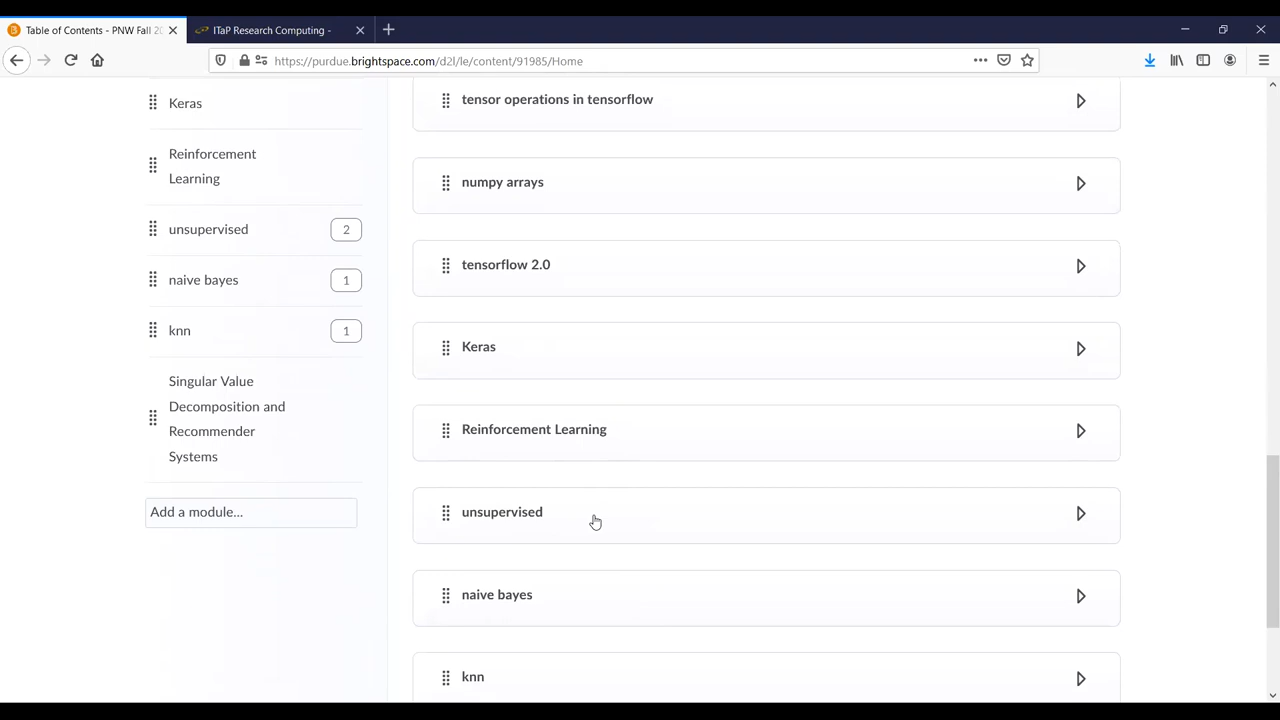 Table of Contents - PNW Fall 20
ITaP Research Computing -
https://purdue.brightspace.com/d2l/le/content/91985/Home
Keras
Reinforcement
Learning
unsupervised 2
naive bayes 1
knn 1
Singular Value
Decomposition and
Recommender
Systems
Add a module...
tensor operations in tensorflow
numpy arrays
tensorflow 2.0
Keras
Reinforcement Learning
unsupervised
naive bayes
knn